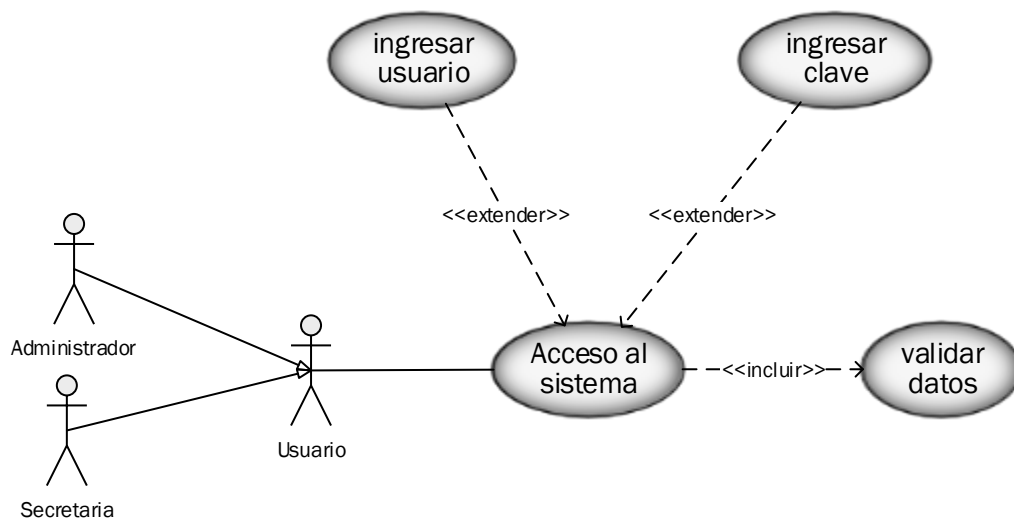 ingresar
usuario
ingresar
clave
<<extender>>
<<extender>>
Administrador
Acceso al
sistema
<<incluir>>
validar
datos
Usuario
Secretaria